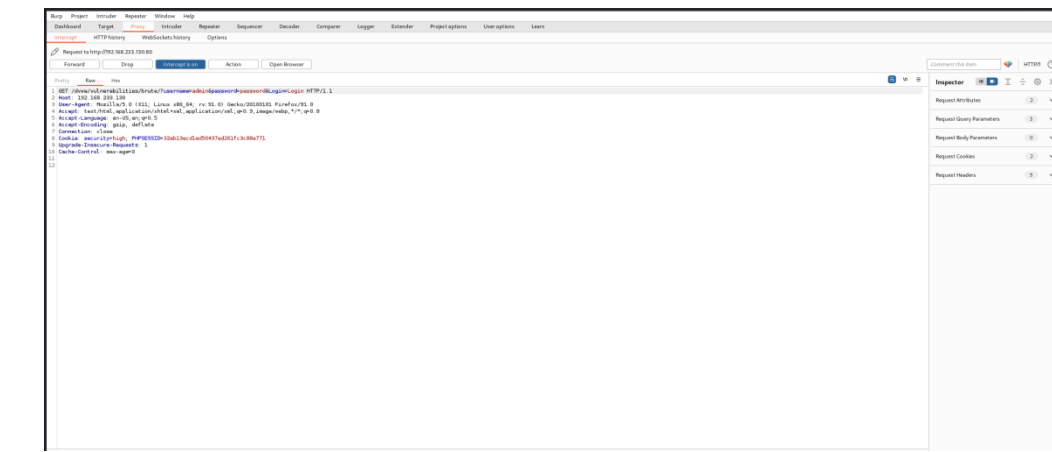 Burp Project Intruder Repeater Window Help
Dashboard Target Proxy Intruder Repeater Sequencer Decoder Comparer Logger Extender Project options User options Learn
Intercept HTTP history WebSockets history Options
Request to http://192.168.233.130:80
Forward Drop Intercept is on Action Open Browser Comment this item HTTP/1
Pretty Raw Hex \n Inspector
1 GET /dvwa/vulnerabilities/brute/?username=admin&password=password&Login=Login HTTP/1.1
2 Host: 192.168.233.130
3 User-Agent: Mozilla/5.0 (X11; Linux x86_64; rv:91.0) Gecko/20100101 Firefox/91.0
4 Accept: text/html,application/xhtml+xml,application/xml;q=0.9,image/webp,*/*;q=0.8
5 Accept-Language: en-US,en;q=0.5
6 Accept-Encoding: gzip, deflate
7 Connection: close
8 Cookie: security=high; PHPSESSID=
9 Upgrade-Insecure-Requests: 1
10 Cache-Control: max-age=0
11
12
Request Attributes 2
Request Query Parameters 3
Request Body Parameters 0
Request Cookies 2
Request Headers 9